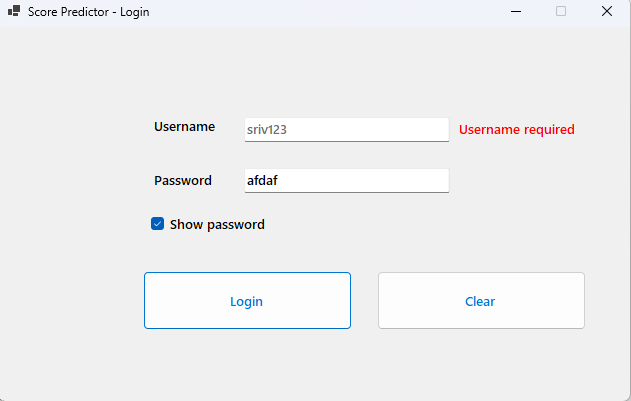 Score Predictor - Login
Username sriv123 Username required
Password afdaf
Show password
Login Clear